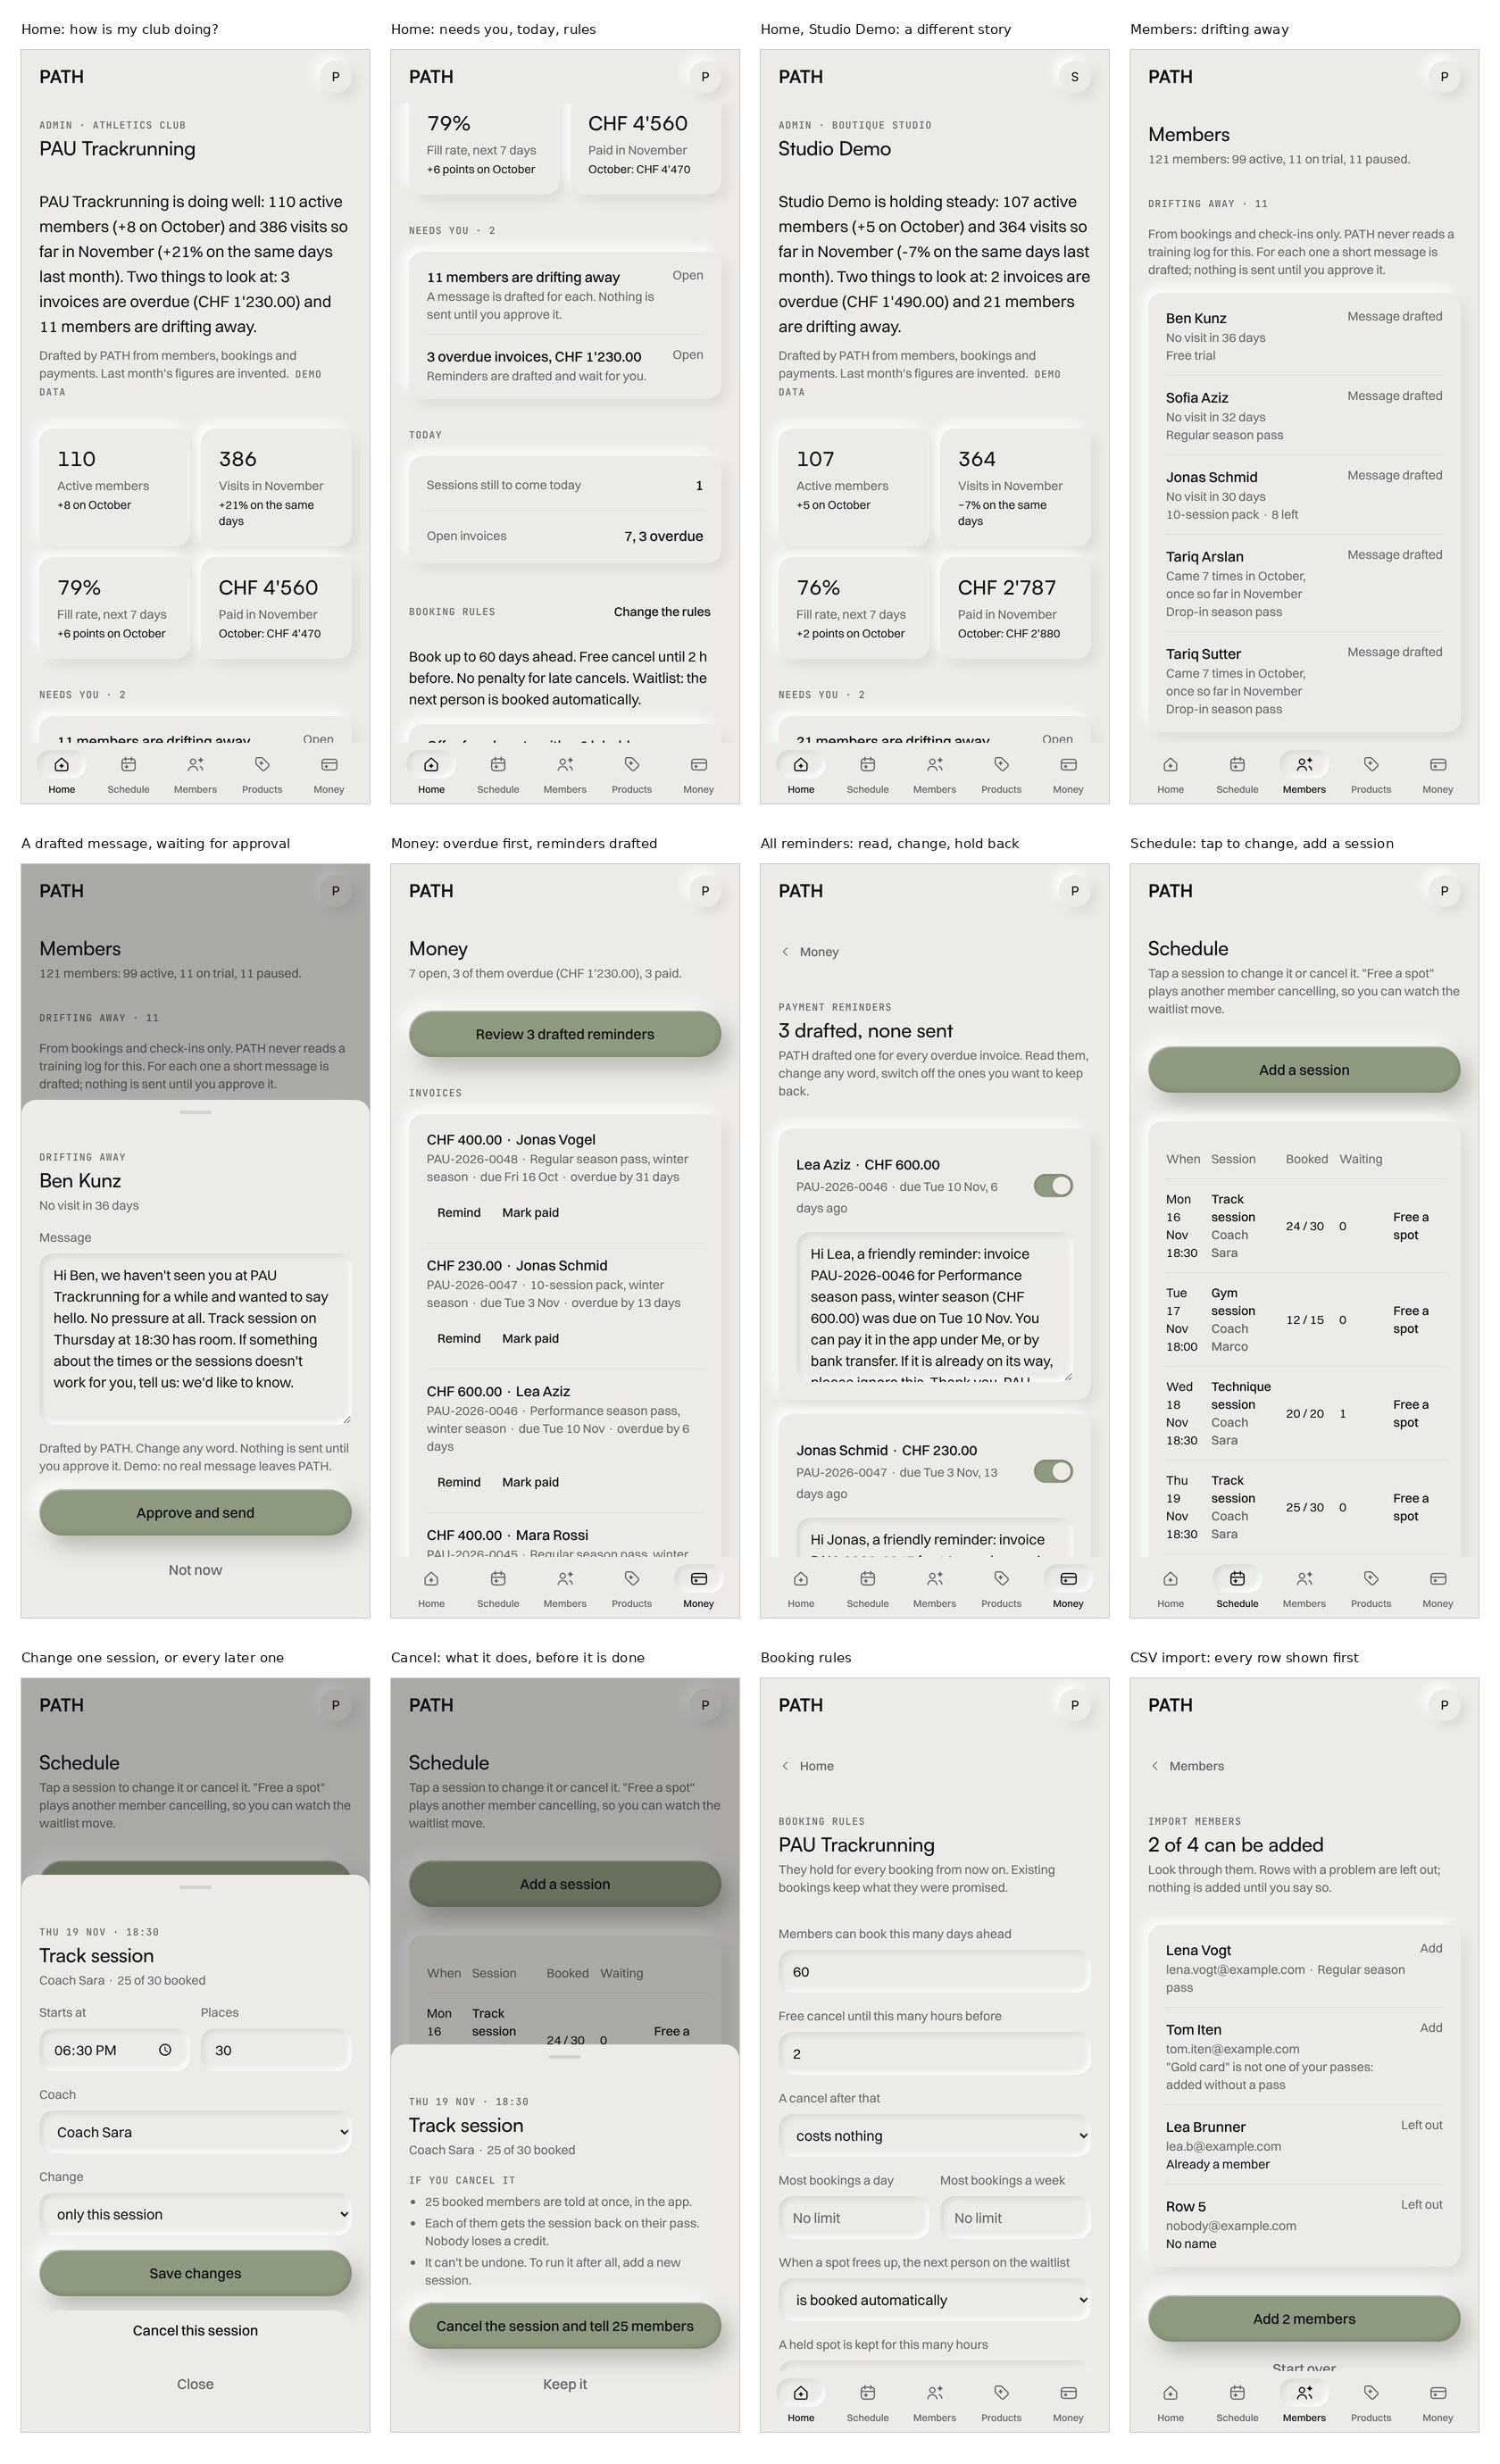 Home: how is my club doing?
PATH
P
ADMIN · ATHLETICS CLUB
PAU Trackrunning
PAU Trackrunning is doing well: 110 active
members (+8 on October) and 386 visits so
far in November (+21% on the same days
last month). Two things to look at: 3
invoices are overdue (CHF 1'230.00) and
11 members are drifting away.
Drafted by PATH from members, bookings and
payments. Last month's figures are invented. DEMO
DATA
110
Active members
+8 on October
386
Visits in November
+21% on the same
days
79%
Fill rate, next 7 days
+6 points on October
CHF 4'560
Paid in November
October: CHF 4'470
NEEDS YOU · 2
11 members are drifting away
Open
Home
Schedule
Members
Products
Money
Home: needs you, today, rules
PATH
P
79%
Fill rate, next 7 days
+6 points on October
CHF 4'560
Paid in November
October: CHF 4'470
NEEDS YOU · 2
11 members are drifting away
Open
A message is drafted for each. Nothing is
sent until you approve it.
3 overdue invoices, CHF 1'230.00
Open
Reminders are drafted and wait for you.
TODAY
Sessions still to come today
1
Open invoices
7, 3 overdue
BOOKING RULES
Change the rules
Book up to 60 days ahead. Free cancel until 2 h
before. No penalty for late cancels. Waitlist: the
next person is booked automatically.
Home
Schedule
Members
Products
Money
Home, Studio Demo: a different story
PATH
S
ADMIN · BOUTIQUE STUDIO
Studio Demo
Studio Demo is holding steady: 107 active
members (+5 on October) and 364 visits so
far in November (-7% on the same days last
month). Two things to look at: 2 invoices are
overdue (CHF 1'490.00) and 21 members
are drifting away.
Drafted by PATH from members, bookings and
payments. Last month's figures are invented. DEMO
DATA
107
Active members
+5 on October
364
Visits in November
−7% on the same
days
76%
Fill rate, next 7 days
+2 points on October
CHF 2'787
Paid in November
October: CHF 2'880
NEEDS YOU · 2
21 members are drifting away
Open
Home
Schedule
Members
Products
Money
Members: drifting away
PATH
P
Members
121 members: 99 active, 11 on trial, 11 paused.
DRIFTING AWAY · 11
From bookings and check-ins only. PATH never reads a
training log for this. For each one a short message is
drafted; nothing is sent until you approve it.
Ben Kunz
Message drafted
No visit in 36 days
Free trial
Sofia Aziz
Message drafted
No visit in 32 days
Regular season pass
Jonas Schmid
Message drafted
No visit in 30 days
10-session pack · 8 left
Tariq Arslan
Message drafted
Came 7 times in October,
once so far in November
Drop-in season pass
Tariq Sutter
Message drafted
Came 7 times in October,
once so far in November
Drop-in season pass
Home
Schedule
Members
Products
Money
A drafted message, waiting for approval
PATH
P
Members
121 members: 99 active, 11 on trial, 11 paused.
DRIFTING AWAY · 11
From bookings and check-ins only. PATH never reads a
training log for this. For each one a short message is
drafted; nothing is sent until you approve it.
DRIFTING AWAY
Ben Kunz
No visit in 36 days
Message
Hi Ben, we haven't seen you at PAU
Trackrunning for a while and wanted to say
hello. No pressure at all. Track session on
Thursday at 18:30 has room. If something
about the times or the sessions doesn't
work for you, tell us: we'd like to know.
Drafted by PATH. Change any word. Nothing is sent until
you approve it. Demo: no real message leaves PATH.
Approve and send
Not now
Money: overdue first, reminders drafted
PATH
P
Money
7 open, 3 of them overdue (CHF 1'230.00), 3 paid.
Review 3 drafted reminders
INVOICES
CHF 400.00 · Jonas Vogel
PAU-2026-0048 · Regular season pass, winter
season · due Fri 16 Oct · overdue by 31 days
Remind
Mark paid
CHF 230.00 · Jonas Schmid
PAU-2026-0047 · 10-session pack, winter
season · due Tue 3 Nov · overdue by 13 days
Remind
Mark paid
CHF 600.00 · Lea Aziz
PAU-2026-0046 · Performance season pass,
winter season · due Tue 10 Nov · overdue by 6
days
Remind
Mark paid
CHF 400.00 · Mara Rossi
PAU-2026-0045 · Regular season pass, winter
Home
Schedule
Members
Products
Money
All reminders: read, change, hold back
PATH
P
Money
PAYMENT REMINDERS
3 drafted, none sent
PATH drafted one for every overdue invoice. Read them,
change any word, switch off the ones you want to keep
back.
Lea Aziz · CHF 600.00
PAU-2026-0046 · due Tue 10 Nov, 6
days ago
Hi Lea, a friendly reminder: invoice
PAU-2026-0046 for Performance
season pass, winter season (CHF
600.00) was due on Tue 10 Nov. You
can pay it in the app under Me, or by
bank transfer. If it is already on its way,
please ignore this. Thank you, PAU
Jonas Schmid · CHF 230.00
PAU-2026-0047 · due Tue 3 Nov, 13
days ago
Hi Jonas, a friendly reminder: invoice
Home
Schedule
Members
Products
Money
Schedule: tap to change, add a session
PATH
P
Schedule
Tap a session to change it or cancel it. "Free a spot"
plays another member cancelling, so you can watch the
waitlist move.
Add a session
When
Session
Booked
Waiting
Mon
16
Nov
18:30
Track
session
Coach
Sara
24 / 30
0
Free a
spot
Tue
17
Nov
18:00
Gym
session
Coach
Marco
12 / 15
0
Free a
spot
Wed
18
Nov
18:30
Technique
session
Coach
Sara
20 / 20
1
Free a
spot
Thu
19
Nov
18:30
Track
session
Coach
Sara
25 / 30
0
Free a
spot
Home
Schedule
Members
Products
Money
Change one session, or every later one
PATH
P
Schedule
Tap a session to change it or cancel it. "Free a spot"
plays another member cancelling, so you can watch the
waitlist move.
THU 19 NOV · 18:30
Track session
Coach Sara · 25 of 30 booked
Starts at
Places
06:30 PM
30
Coach
Coach Sara
Change
only this session
Save changes
Cancel this session
Close
Cancel: what it does, before it is done
PATH
P
Schedule
Tap a session to change it or cancel it. "Free a spot"
plays another member cancelling, so you can watch the
waitlist move.
Add a session
When
Session
Booked
Waiting
Mon
16
Track
session
24 / 30
0
Free a
THU 19 NOV · 18:30
Track session
Coach Sara · 25 of 30 booked
IF YOU CANCEL IT
• 25 booked members are told at once, in the app.
• Each of them gets the session back on their pass.
Nobody loses a credit.
• It can't be undone. To run it after all, add a new
session.
Cancel the session and tell 25 members
Keep it
Booking rules
PATH
P
Home
BOOKING RULES
PAU Trackrunning
They hold for every booking from now on. Existing
bookings keep what they were promised.
Members can book this many days ahead
60
Free cancel until this many hours before
2
A cancel after that
costs nothing
Most bookings a day
Most bookings a week
No limit
No limit
When a spot frees up, the next person on the waitlist
is booked automatically
A held spot is kept for this many hours
Home
Schedule
Members
Products
Money
CSV import: every row shown first
PATH
P
Members
IMPORT MEMBERS
2 of 4 can be added
Look through them. Rows with a problem are left out;
nothing is added until you say so.
Lena Vogt
Add
lena.vogt@example.com · Regular season
pass
Tom Iten
Add
tom.iten@example.com
"Gold card" is not one of your passes:
added without a pass
Lea Brunner
Left out
lea.b@example.com
Already a member
Row 5
Left out
nobody@example.com
No name
Add 2 members
Start over
Home
Schedule
Members
Products
Money